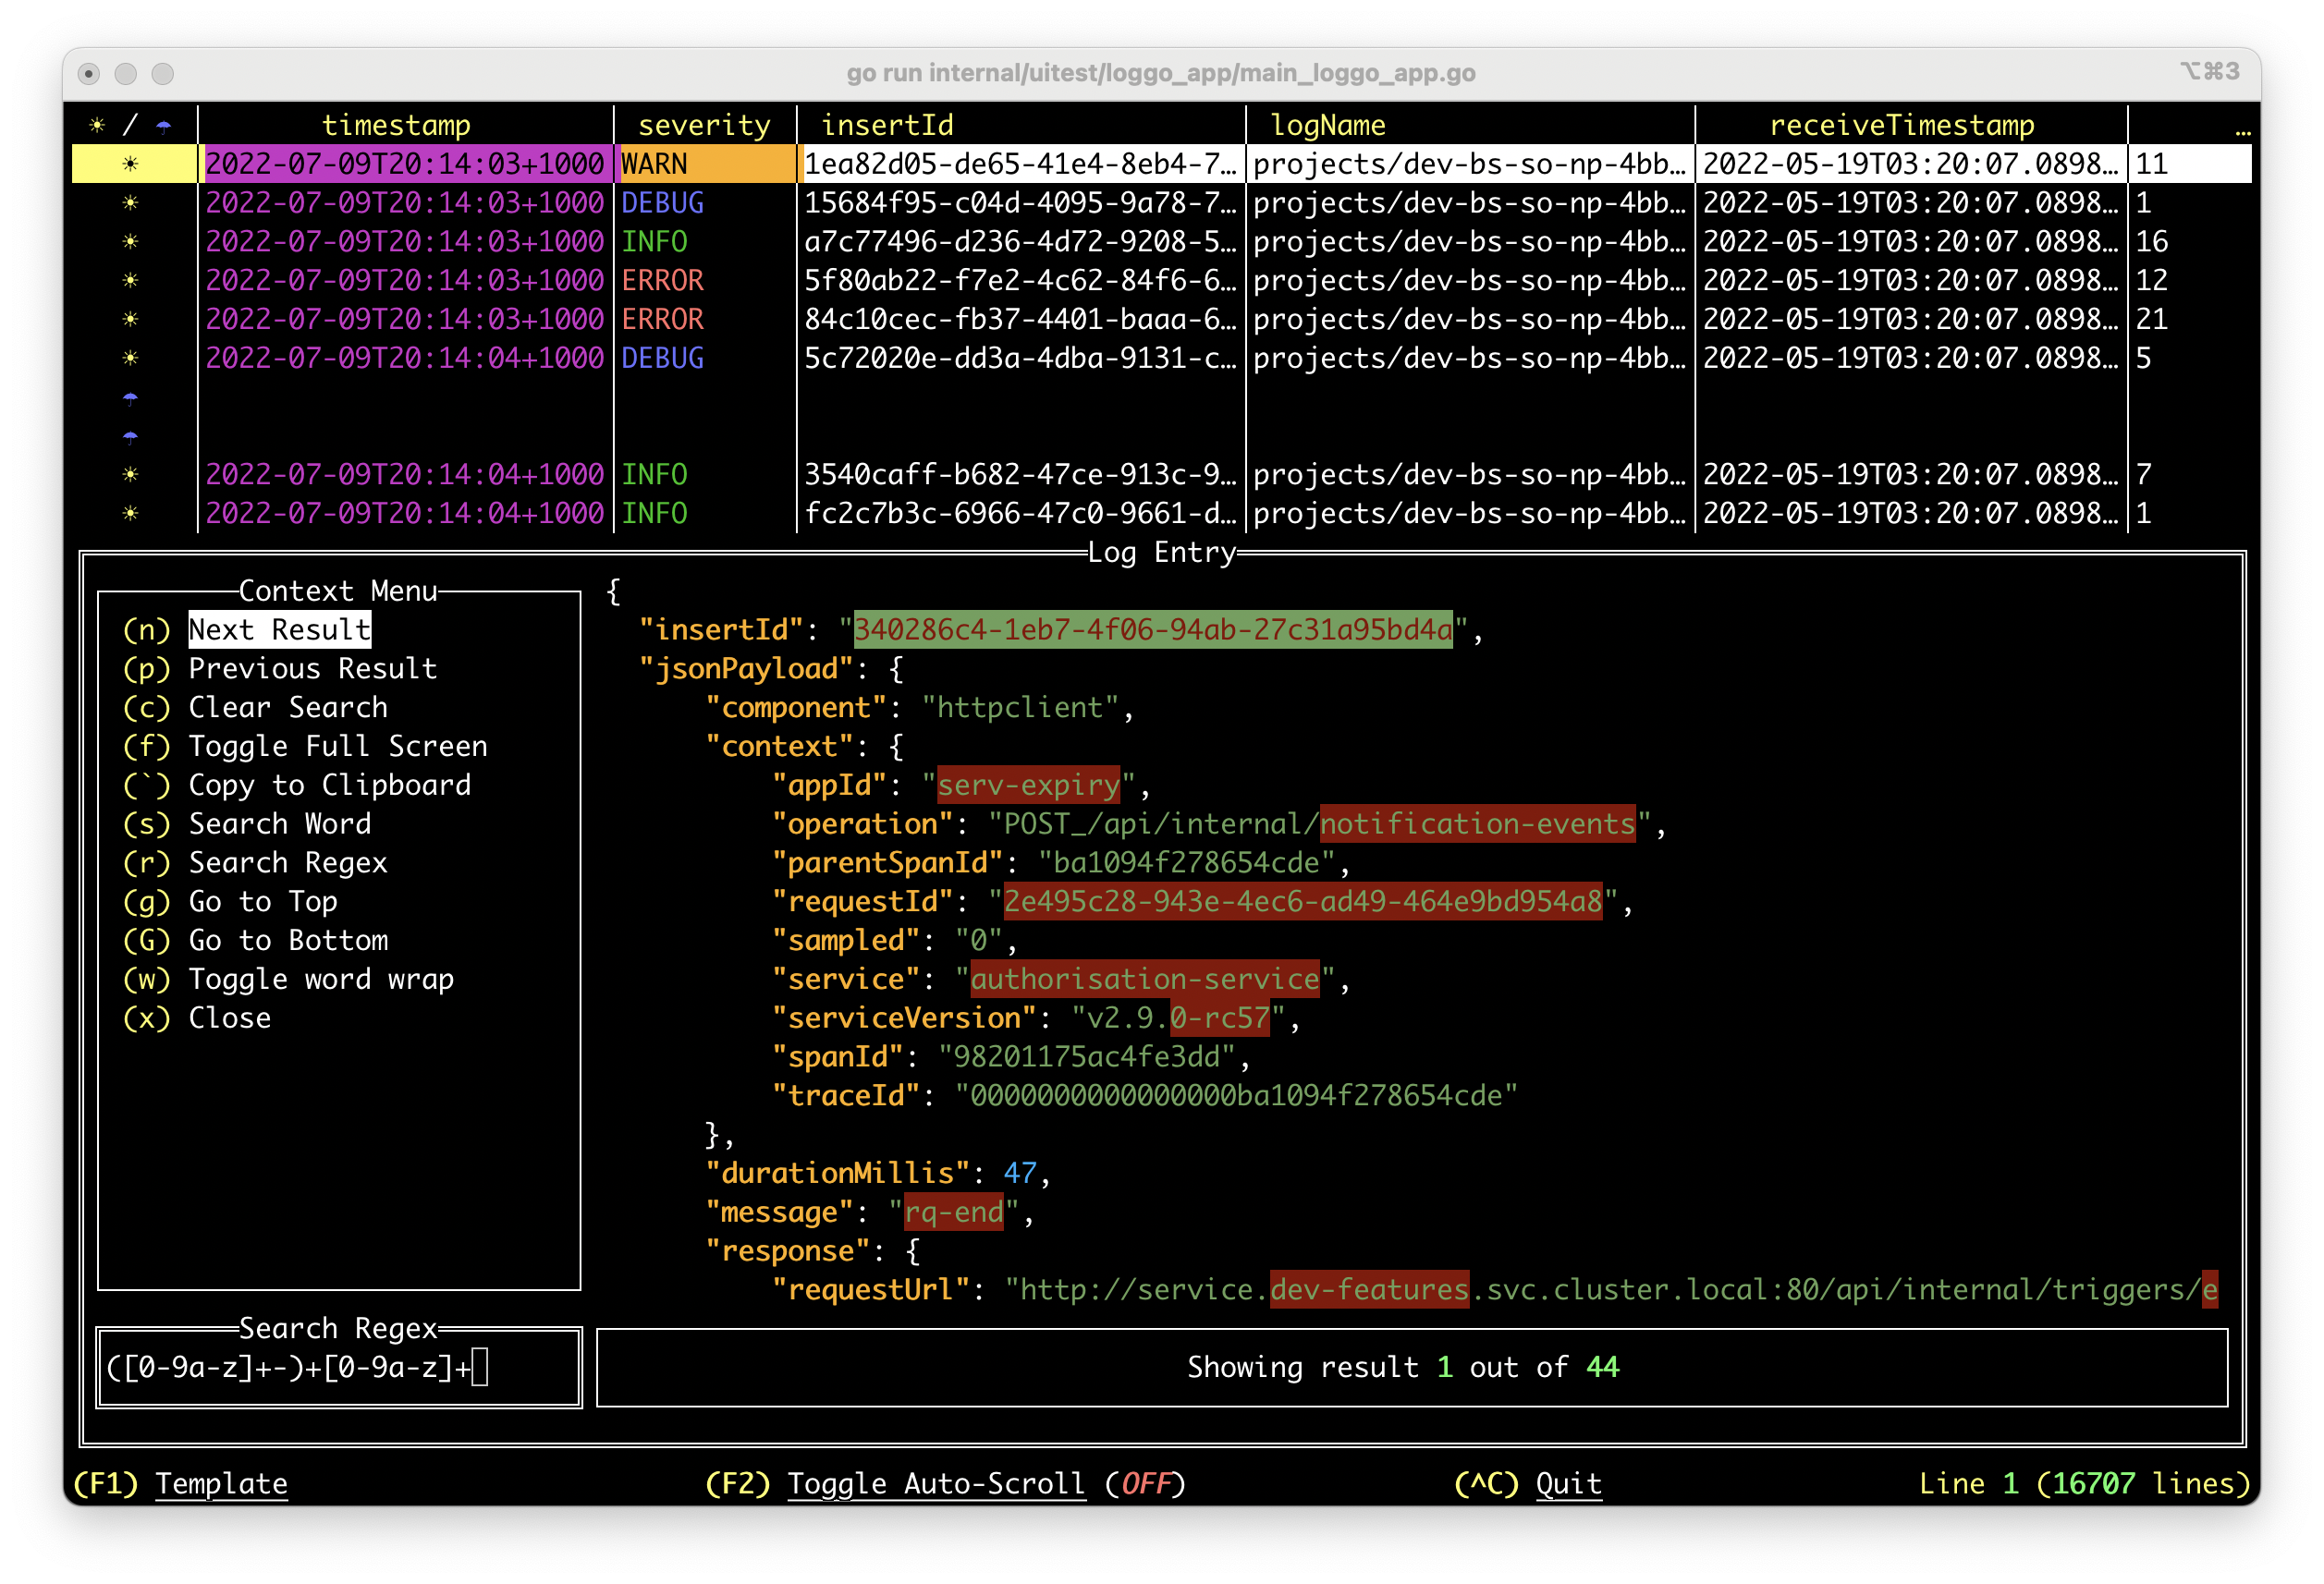 go run internal/uitest/loggo_app/main_loggo_app.go ⌥⌘3
☀ / ☂ timestamp severity insertId logName receiveTimestamp …
☀ 2022-07-09T20:14:03+1000 WARN 1ea82d05-de65-41e4-8eb4-7… projects/dev-bs-so-np-4bb… 2022-05-19T03:20:07.0898… 11
☀ 2022-07-09T20:14:03+1000 DEBUG 15684f95-c04d-4095-9a78-7… projects/dev-bs-so-np-4bb… 2022-05-19T03:20:07.0898… 1
☀ 2022-07-09T20:14:03+1000 INFO a7c77496-d236-4d72-9208-5… projects/dev-bs-so-np-4bb… 2022-05-19T03:20:07.0898… 16
☀ 2022-07-09T20:14:03+1000 ERROR 5f80ab22-f7e2-4c62-84f6-6… projects/dev-bs-so-np-4bb… 2022-05-19T03:20:07.0898… 12
☀ 2022-07-09T20:14:03+1000 ERROR 84c10cec-fb37-4401-baaa-6… projects/dev-bs-so-np-4bb… 2022-05-19T03:20:07.0898… 21
☀ 2022-07-09T20:14:04+1000 DEBUG 5c72020e-dd3a-4dba-9131-c… projects/dev-bs-so-np-4bb… 2022-05-19T03:20:07.0898… 5
☂
☂
☀ 2022-07-09T20:14:04+1000 INFO 3540caff-b682-47ce-913c-9… projects/dev-bs-so-np-4bb… 2022-05-19T03:20:07.0898… 7
☀ 2022-07-09T20:14:04+1000 INFO fc2c7b3c-6966-47c0-9661-d… projects/dev-bs-so-np-4bb… 2022-05-19T03:20:07.0898… 1
Log Entry
Context Menu
(n) Next Result
(p) Previous Result
(c) Clear Search
(f) Toggle Full Screen
(`) Copy to Clipboard
(s) Search Word
(r) Search Regex
(g) Go to Top
(G) Go to Bottom
(w) Toggle word wrap
(x) Close
{
"insertId": "340286c4-1eb7-4f06-94ab-27c31a95bd4a",
"jsonPayload": {
"component": "httpclient",
"context": {
"appId": "serv-expiry",
"operation": "POST_/api/internal/notification-events",
"parentSpanId": "ba1094f278654cde",
"requestId": "2e495c28-943e-4ec6-ad49-464e9bd954a8",
"sampled": "0",
"service": "authorisation-service",
"serviceVersion": "v2.9.0-rc57",
"spanId": "98201175ac4fe3dd",
"traceId": "0000000000000000ba1094f278654cde"
},
"durationMillis": 47,
"message": "rq-end",
"response": {
"requestUrl": "http://service.dev-features.svc.cluster.local:80/api/internal/triggers/e
Search Regex
([0-9a-z]+-)+[0-9a-z]+
Showing result 1 out of 44
(F1) Template (F2) Toggle Auto-Scroll (OFF) (^C) Quit Line 1 (16707 lines)